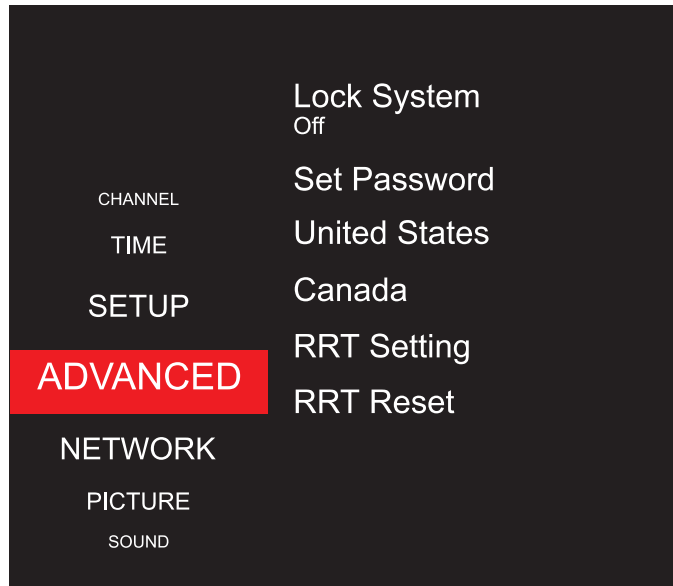 CHANNEL
TIME
SETUP
ADVANCED
NETWORK
PICTURE
SOUND
Lock System
Off
Set Password
United States
Canada
RRT Setting
RRT Reset